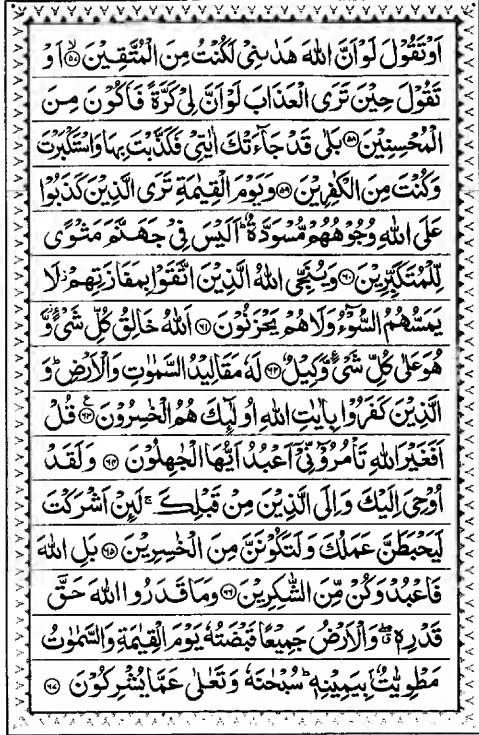 اَوْ تَقُوْلَ لَوْ اَنَّ اللّٰهَ هَدٰىنِیْ لَكُنْتُ مِنَ الْمُتَّقِیْنَ ۙ﴿۵۷﴾ اَوْ
تَقُوْلَ حِیْنَ تَرَی الْعَذَابَ لَوْ اَنَّ لِیْ كَرَّةً فَاَكُوْنَ مِنَ
الْمُحْسِنِیْنَ ﴿۵۸﴾ بَلٰی قَدْ جَآءَتْكَ اٰیٰتِیْ فَكَذَّبْتَ بِهَا وَاسْتَكْبَرْتَ
وَكُنْتَ مِنَ الْكٰفِرِیْنَ ﴿۵۹﴾ وَیَوْمَ الْقِیٰمَةِ تَرَی الَّذِیْنَ كَذَبُوْا
عَلَی اللّٰهِ وُجُوْهُهُمْ مُّسْوَدَّةٌ ؕ اَلَیْسَ فِیْ جَهَنَّمَ مَثْوًی
لِّلْمُتَكَبِّرِیْنَ ﴿۶۰﴾ وَیُنَجِّی اللّٰهُ الَّذِیْنَ اتَّقَوْا بِمَفَازَتِهِمْ ؗ لَا
یَمَسُّهُمُ السُّوْٓءُ وَلَا هُمْ یَحْزَنُوْنَ ﴿۶۱﴾ اَللّٰهُ خَالِقُ كُلِّ شَیْءٍ ؗ وَّ
هُوَ عَلٰی كُلِّ شَیْءٍ وَّكِیْلٌ ﴿۶۲﴾ لَهٗ مَقَالِیْدُ السَّمٰوٰتِ وَالْاَرْضِ ؕ وَ
الَّذِیْنَ كَفَرُوْا بِاٰیٰتِ اللّٰهِ اُولٰٓئِكَ هُمُ الْخٰسِرُوْنَ ﴿۶۳﴾ ع قُلْ
اَفَغَیْرَ اللّٰهِ تَاْمُرُوْٓنِّیْٓ اَعْبُدُ اَیُّهَا الْجٰهِلُوْنَ ﴿۶۴﴾ وَلَقَدْ
اُوْحِیَ اِلَیْكَ وَاِلَی الَّذِیْنَ مِنْ قَبْلِكَ ۚ لَئِنْ اَشْرَكْتَ
لَیَحْبَطَنَّ عَمَلُكَ وَلَتَكُوْنَنَّ مِنَ الْخٰسِرِیْنَ ﴿۶۵﴾ بَلِ اللّٰهَ
فَاعْبُدْ وَكُنْ مِّنَ الشّٰكِرِیْنَ ﴿۶۶﴾ وَمَا قَدَرُوا اللّٰهَ حَقَّ
قَدْرِهٖ ۖۗ وَالْاَرْضُ جَمِیْعًا قَبْضَتُهٗ یَوْمَ الْقِیٰمَةِ وَالسَّمٰوٰتُ
مَطْوِیّٰتٌۢ بِیَمِیْنِهٖ ؕ سُبْحٰنَهٗ وَتَعٰلٰی عَمَّا یُشْرِكُوْنَ ﴿۶۷﴾